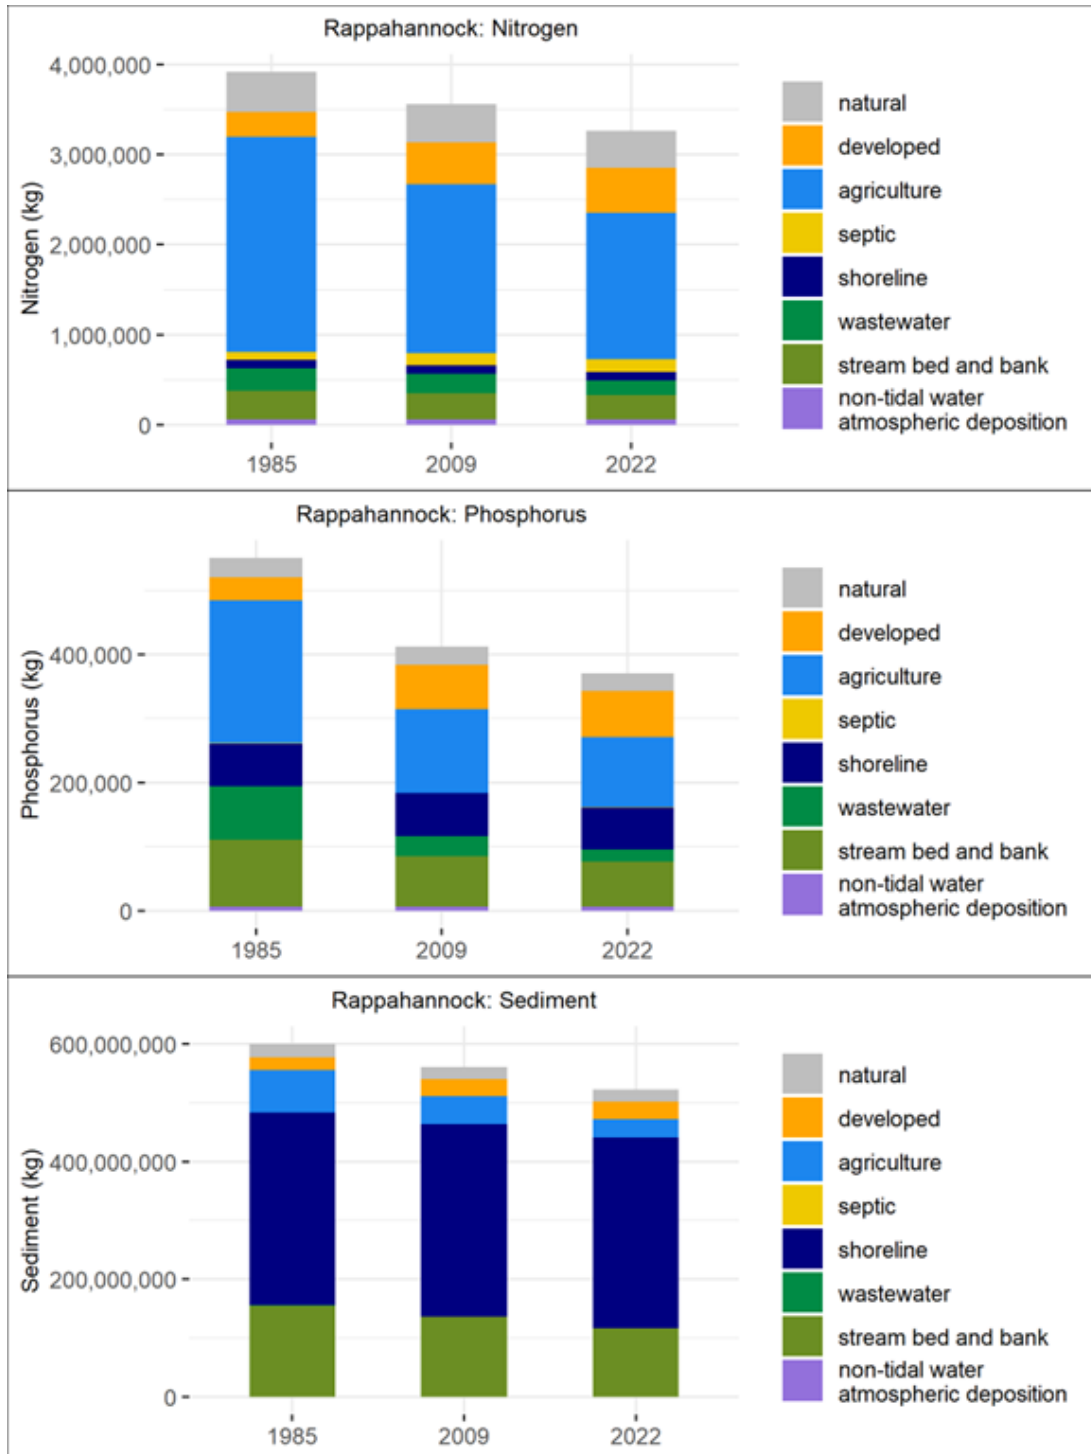 Rappahannock: Nitrogen
Nitrogen (kg)
4,000,000
3,000,000
2,000,000
1,000,000
0
1985
2009
2022
natural
developed
agriculture
septic
shoreline
wastewater
stream bed and bank
non-tidal water
atmospheric deposition
Rappahannock: Phosphorus
Phosphorus (kg)
400,000
200,000
0
1985
2009
2022
natural
developed
agriculture
septic
shoreline
wastewater
stream bed and bank
non-tidal water
atmospheric deposition
Rappahannock: Sediment
Sediment (kg)
600,000,000
400,000,000
200,000,000
0
1985
2009
2022
natural
developed
agriculture
septic
shoreline
wastewater
stream bed and bank
non-tidal water
atmospheric deposition